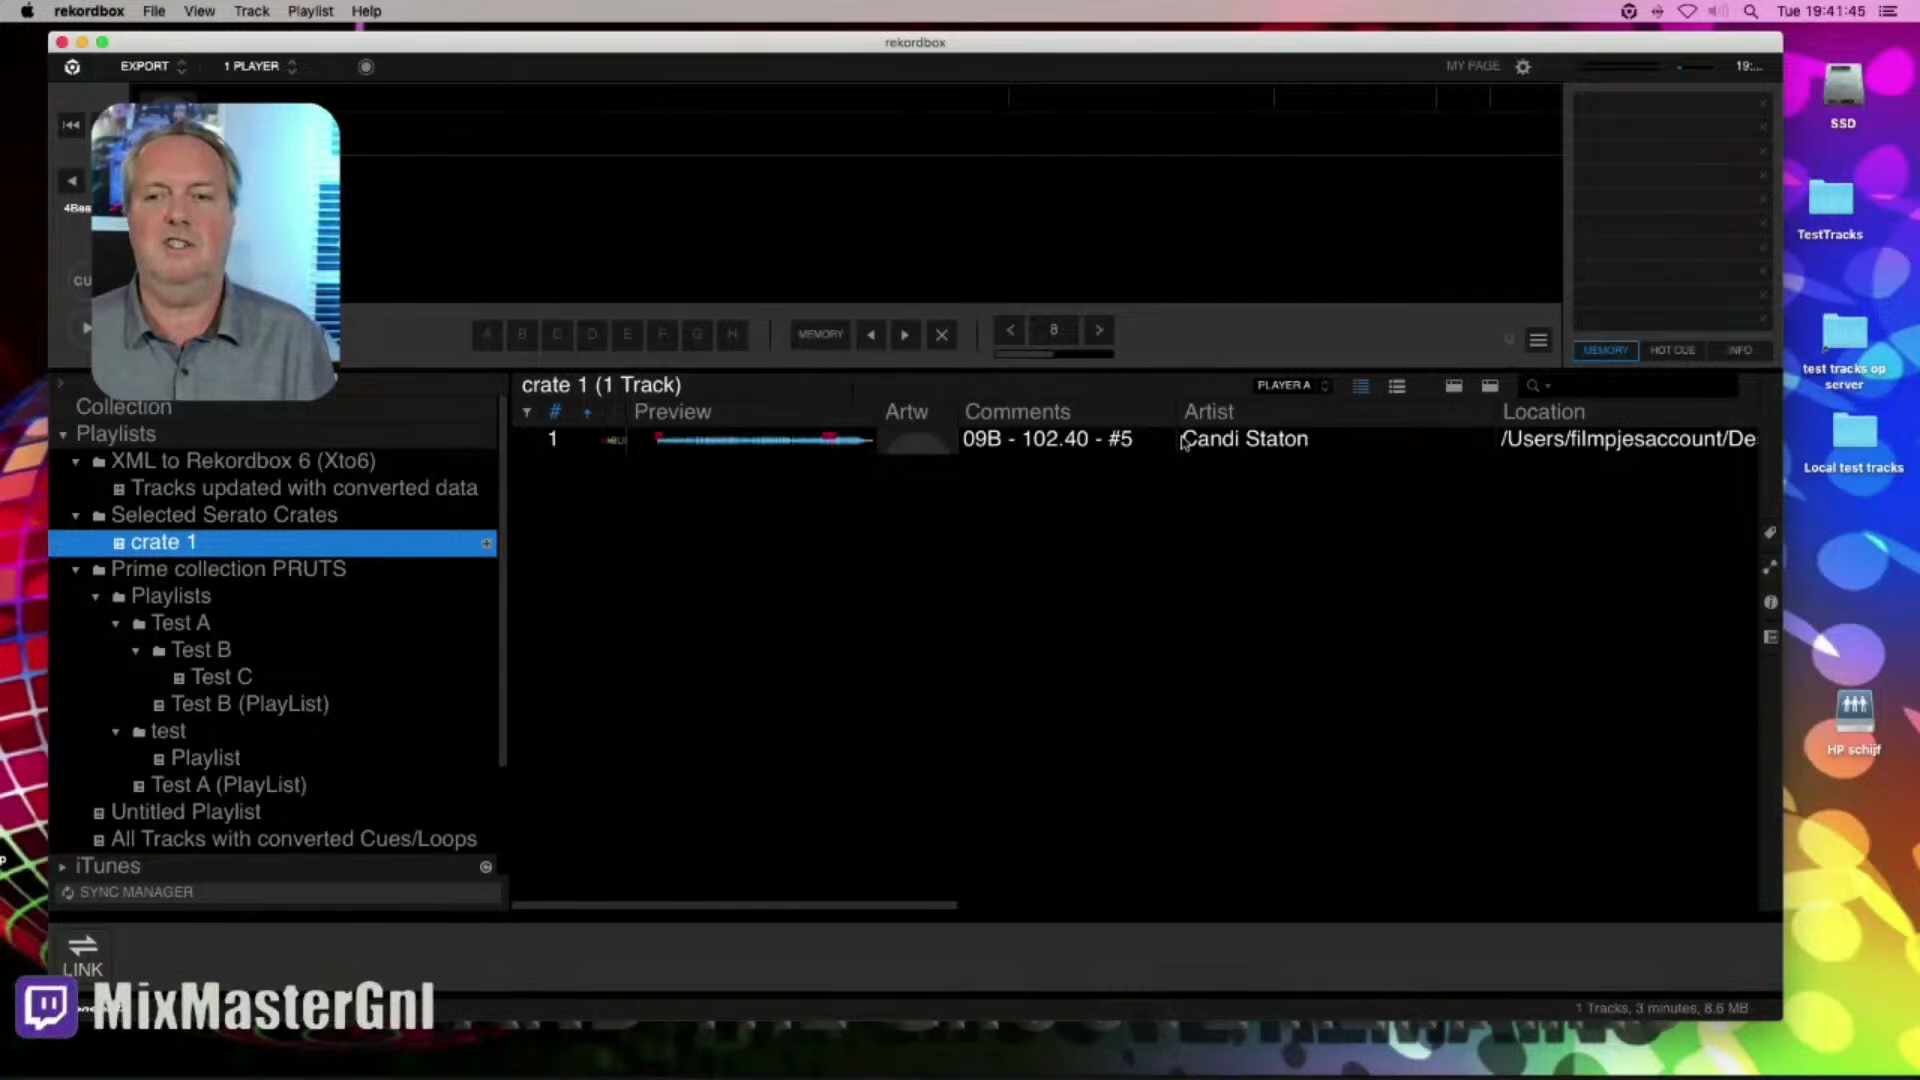 rekordbox File View Track Playlist Help Tue 19:41:45
rekordbox
EXPORT 1 PLAYER MY PAGE 19:...
SSD
TestTracks
A B C D E F G H MEMORY 8
MEMORY HOT CUE INFO
test tracks op
server
crate 1 (1 Track) PLAYER A
# Preview Artw Comments Artist Location
1 09B - 102.40 - #5 Candi Staton /Users/filmpjesaccount/De
Local test tracks
Collection
Playlists
XML to Rekordbox 6 (Xto6)
Tracks updated with converted data
Selected Serato Crates
crate 1
Prime collection PRUTS
Playlists
Test A
Test B
Test C
Test B (PlayList)
test
Playlist
Test A (PlayList)
Untitled Playlist
All Tracks with converted Cues/Loops
iTunes
SYNC MANAGER
HP schijf
LINK
MixMasterGnl
1 Tracks, 3 minutes, 8.6 MB